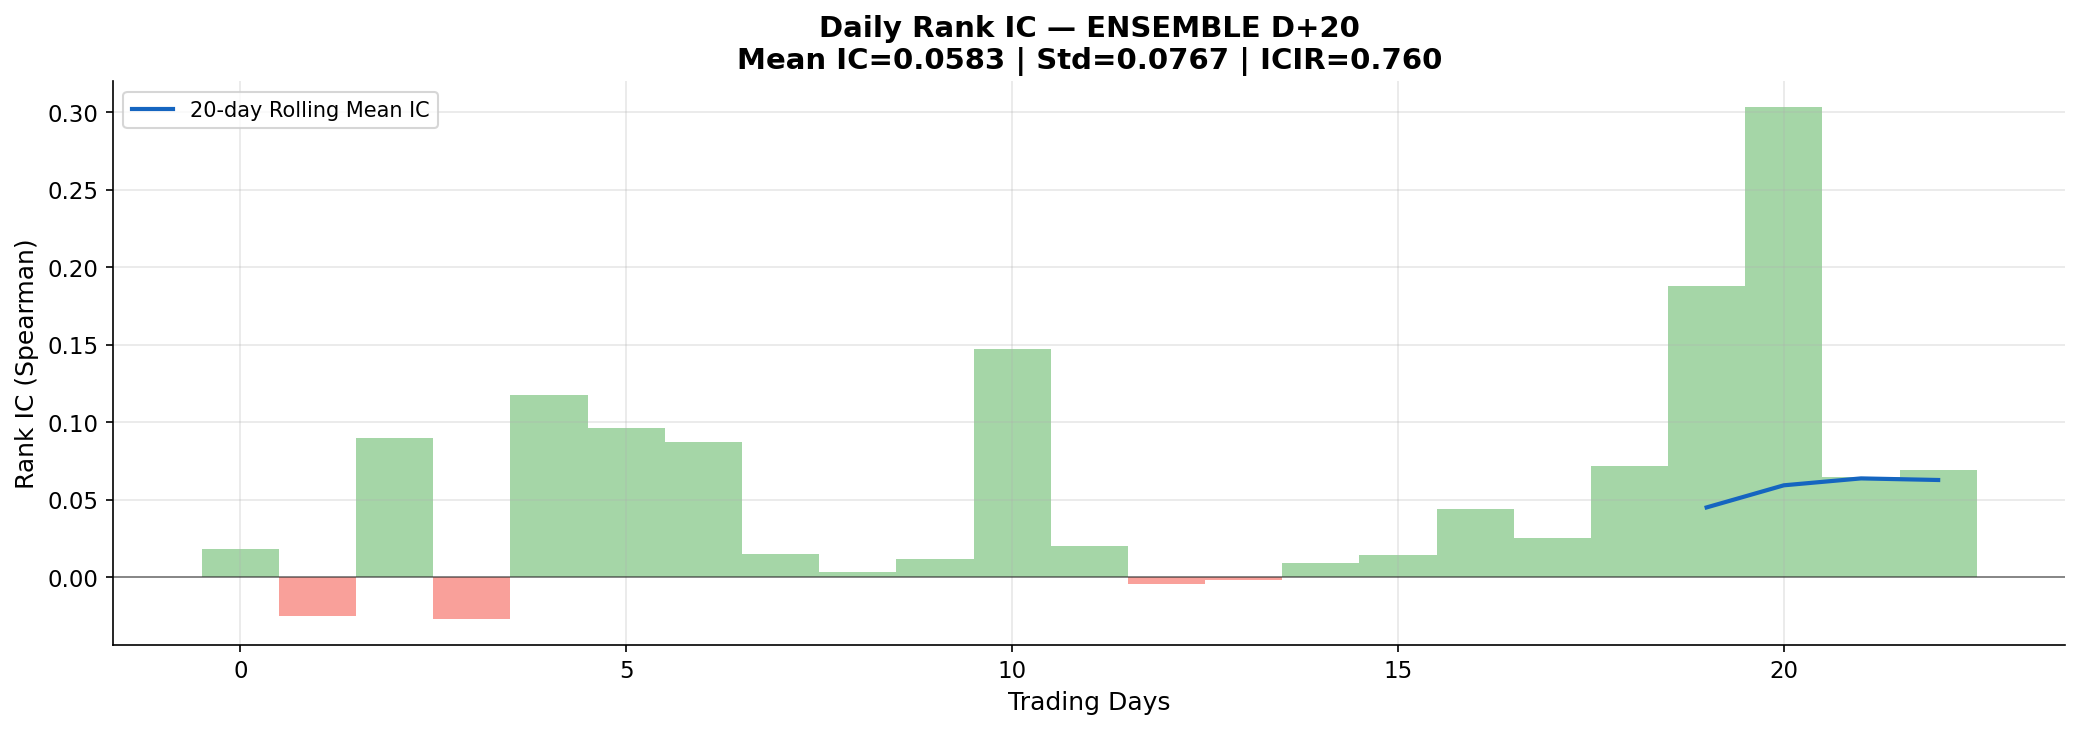 Daily Rank IC — ENSEMBLE D+20
Mean IC=0.0583 | Std=0.0767 | ICIR=0.760
20-day Rolling Mean IC
Rank IC (Spearman)
0.30
0.25
0.20
0.15
0.10
0.05
0.00
0 5 10 15 20
Trading Days